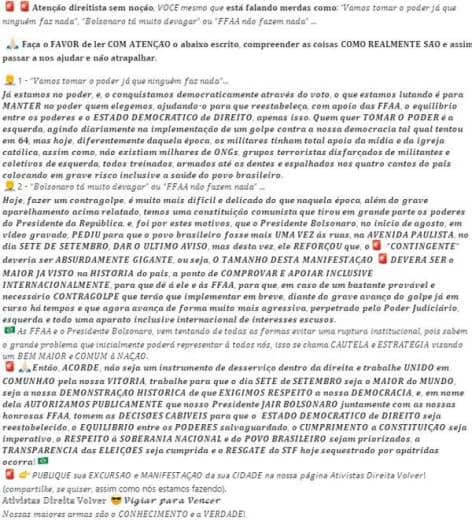 🚨 🚨 Atenção direitista sem noção, VOCÊ mesmo que está falando merdas como: "Vamos tomar o poder já que
ninguém faz nada", "Bolsonaro tá muito devagar" ou "FFAA não fazem nada" ...
🙏🏻 Faça o FAVOR de ler COM ATENÇÃO o abaixo escrito, compreender as coisas COMO REALMENTE SÃO e assim
passar a nos ajudar e não atrapalhar.
1 - "Vamos tomar o poder já que ninguém faz nada"...
Já estamos no poder, e, o conquistamos democraticamente através do voto, o que estamos lutando é para
MANTER no poder quem elegemos, ajudando-o para que reestabeleça, com apoio das FFAA, o equilíbrio
entre os poderes e o ESTADO DEMOCRATICO de DIREITO, apenas isso. Quem quer TOMAR O PODER é a
esquerda, agindo diariamente na implementação de um golpe contra a nossa democracia tal qual tentou
em 64, mas hoje, diferentemente daquela época, os militares tinham total apoio da mídia e da igreja
católica, assim como, não existiam milhares de ONGs, grupos terroristas disfarçados de militantes e
coletivos de esquerda, todos treinados, armados até os dentes e espalhados nos quatro cantos do país
colocando em grave risco inclusive a saúde do povo brasileiro.
2 - "Bolsonaro tá muito devagar" ou "FFAA não fazem nada" ...
Hoje, fazer um contragolpe, é muito mais difícil e delicado do que naquela época, além do grave
aparelhamento acima relatado, temos uma constituição comunista que tirou em grande parte os poderes
do Presidente da República, e, foi por estes motivos, que o Presidente Bolsonaro, no início de agosto, em
vídeo gravado, PEDIU para que o povo brasileiro fosse mais UMA VEZ às ruas, na AVENIDA PAULISTA, no
dia SETE DE SETEMBRO, DAR O ULTIMO AVISO, mas desta vez, ele REFORÇOU que, o 🚨 "CONTINGENTE"
deveria ser ABSURDAMENTE GIGANTE, ou seja, O TAMANHO DESTA MANIFESTAÇÃO 🚨 DEVERÁ SER o
MAIOR JÁ VISTO na HISTORIA do país, a ponto de COMPROVAR E APOIAR INCLUSIVE
INTERNACIONALMENTE, para que dê à ele e às FFAA, para que, em caso de um bastante provável e
necessário CONTRAGOLPE que terão que implementar em breve, diante do grave avanço do golpe já em
curso há tempos e que agora avança de forma muito mais agressiva, perpetrado pelo Poder Judiciário,
esquerda e todo uma aparato inclusive internacional de interesses escusos.
💵 As FFAA e o Presidente Bolsonaro, vem tentando de todas as formas evitar uma ruptura institucional, pois sabem
o grande problema que inicialmente poderá representar à todos nós, isso se chama CAUTELA e ESTRATEGIA visando
um BEM MAIOR e COMUM à NAÇÃO.
🚨🙏🏻 Então, ACORDE, não seja um instrumento de desserviço dentro da direita e trabalhe UNIDO em
COMUNHAO pela nossa VITORIA, trabalhe para que o dia SETE de SETEMBRO seja o MAIOR do MUNDO,
seja a nossa DEMONSTRAÇAO HISTORICA de que EXIGIMOS RESPEITO a nossa DEMOCRACIA, e, em nome
dela AUTORIZAMOS PUBLICAMENTE que nosso PRESIDENTE JAIR BOLSONARO juntamente com as nossas
honrosas FFAA, tomem as DECISÕES CABIVEIS para que o ESTADO DEMOCRATICO de DIREITO seja
reestabelecido, o EQUILIBRIO entre os PODERES salvaguardado, o CUMPRIMENTO a CONSTITUIÇÃO seja
imperativo, o RESPEITO à SOBERANIA NACIONAL e do POVO BRASILEIRO sejam priorizados, a
TRANSPARENCIA das ELEIÇOES seja cumprida e o RESGATE do STF hoje sequestrado por apátridas
ocorra! 💵
🚨 👉 PUBLIQUE sua EXCURSAO e MANIFESTAÇÃO da sua CIDADE na nossa página Ativistas Direita Volver!
(compartilhe, se quiser, assim como nós estamos fazendo).
Ativistas Direita Volver 😎 Vigiar para Vencer
Nossas maiores armas são o CONHECIMENTO e a VERDADE!